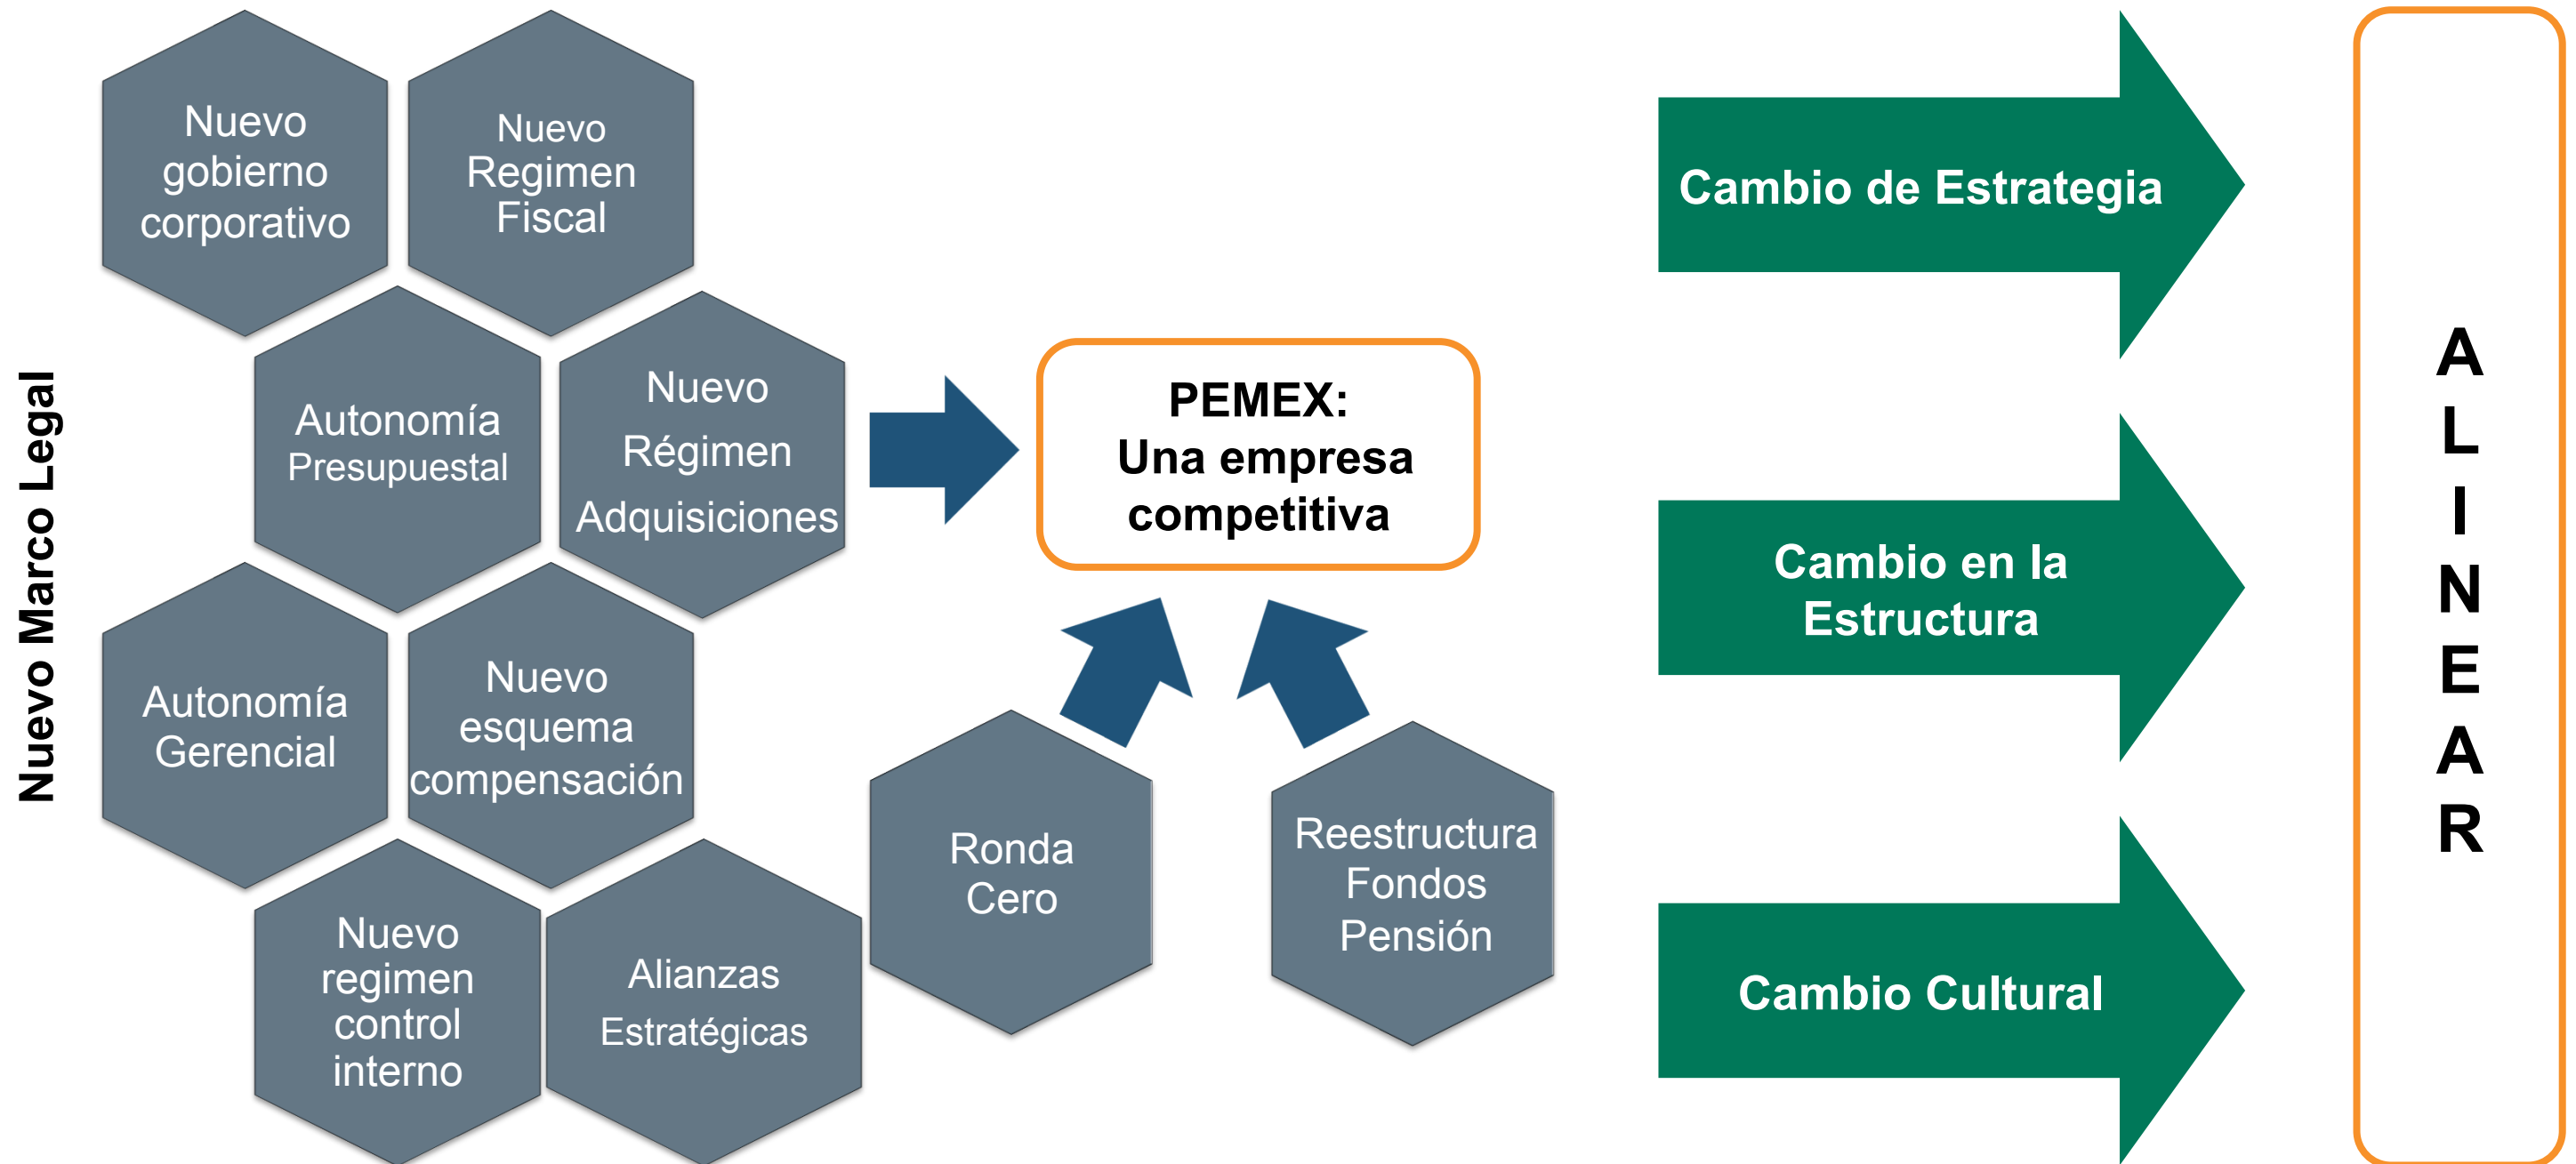 Nuevo Marco Legal
Nuevo
gobierno
corporativo
Nuevo
Regimen
Fiscal
Autonomía
Presupuestal
Nuevo
Régimen
Adquisiciones
Autonomía
Gerencial
Nuevo
esquema
compensación
Nuevo
regimen
control
interno
Alianzas
Estratégicas
PEMEX:
Una empresa
competitiva
Ronda
Cero
Reestructura
Fondos
Pensión
Cambio de Estrategia
Cambio en la
Estructura
Cambio Cultural
A
L
I
N
E
A
R